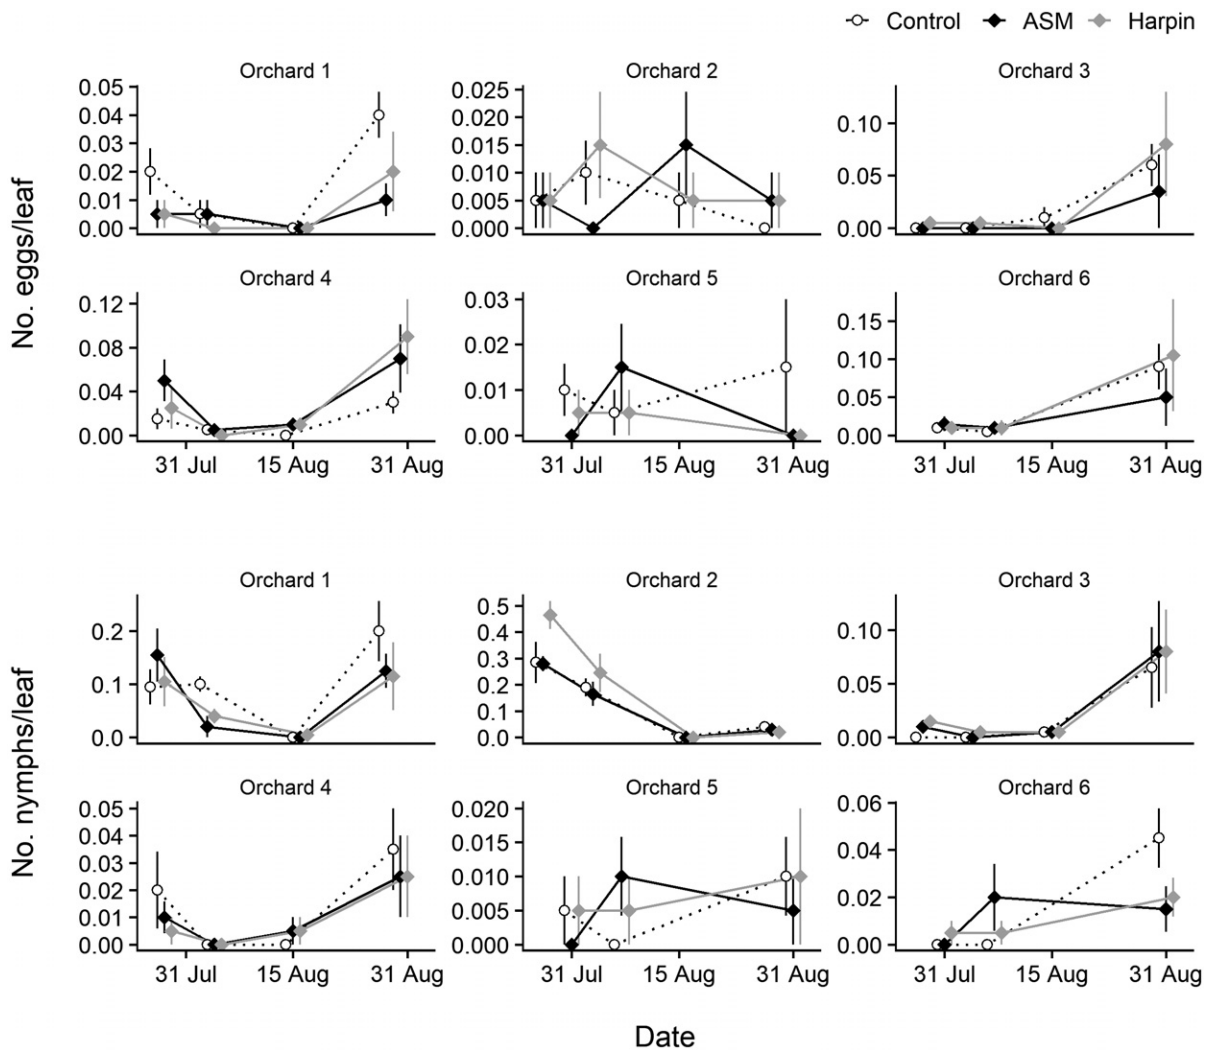 Control ASM Harpin
Orchard 1 Orchard 2 Orchard 3
0.05 0.04 0.03 0.02 0.01 0.00
0.025 0.020 0.015 0.010 0.005 0.000
0.10 0.05 0.00
No. eggs/leaf
Orchard 4 Orchard 5 Orchard 6
0.12 0.08 0.04 0.00
0.03 0.02 0.01 0.00
0.15 0.10 0.05 0.00
31 Jul 15 Aug 31 Aug 31 Jul 15 Aug 31 Aug 31 Jul 15 Aug 31 Aug
Orchard 1 Orchard 2 Orchard 3
0.2 0.1 0.0
0.5 0.4 0.3 0.2 0.1 0.0
0.10 0.05 0.00
No. nymphs/leaf
Orchard 4 Orchard 5 Orchard 6
0.05 0.04 0.03 0.02 0.01 0.00
0.020 0.015 0.010 0.005 0.000
0.06 0.04 0.02 0.00
31 Jul 15 Aug 31 Aug 31 Jul 15 Aug 31 Aug 31 Jul 15 Aug 31 Aug
Date